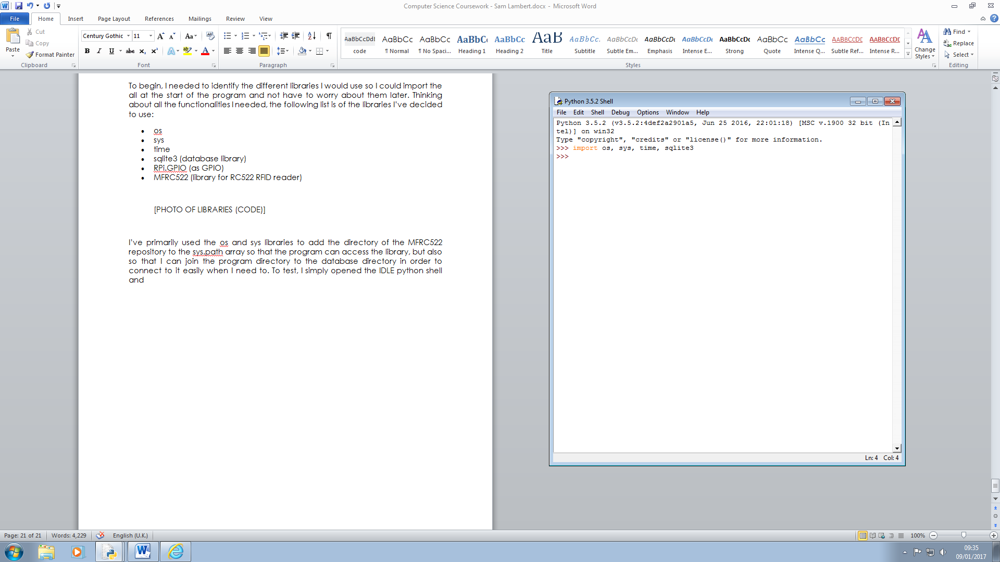 Computer Science Coursework - Sam Lambert.docx - Microsoft Word
File Home Insert Page Layout References Mailings Review View
Paste
Cut
Copy
Format Painter
Clipboard
Century Gothic 11
Font
Paragraph
AaBbCcDdE AaBbCc AaBbCc AaBbCc AaBbCc AaB AaBbCc. AaBbCcDc AaBbCcDc AaBbCcDc AaBbCcDc AaBbCc AaBbCc AABBCCDE AABBCCDE
code ¶ Normal ¶ No Spaci... Heading 1 Heading 2 Title Subtitle Subtle Em... Emphasis Intense E... Strong Quote Intense Q... Subtle Ref... Intense R...
Styles
Change Styles
Find
Replace
Select
Editing
To begin, I needed to identify the different libraries I would use so I could import the
all at the start of the program and not have to worry about them later. Thinking
about all the functionalities I needed, the following list is of the libraries I've decided
to use:
• os
• sys
• time
• sqlite3 (database library)
• RPi.GPIO (as GPIO)
• MFRC522 (library for RC522 RFID reader)
[PHOTO OF LIBRARIES (CODE)]
I've primarily used the os and sys libraries to add the directory of the MFRC522
repository to the sys.path array so that the program can access the library, but also
so that I can join the program directory to the database directory in order to
connect to it easily when I need to. To test, I simply opened the IDLE python shell
and
Python 3.5.2 Shell
File Edit Shell Debug Options Window Help
Python 3.5.2 (v3.5.2:4def2a2901a5, Jun 25 2016, 22:01:18) [MSC v.1900 32 bit (In
tel)] on win32
Type "copyright", "credits" or "license()" for more information.
>>> import os, sys, time, sqlite3
>>>
Ln: 4 Col: 4
Page: 21 of 21 Words: 4,229 English (U.K.) 100%
09:35
09/01/2017